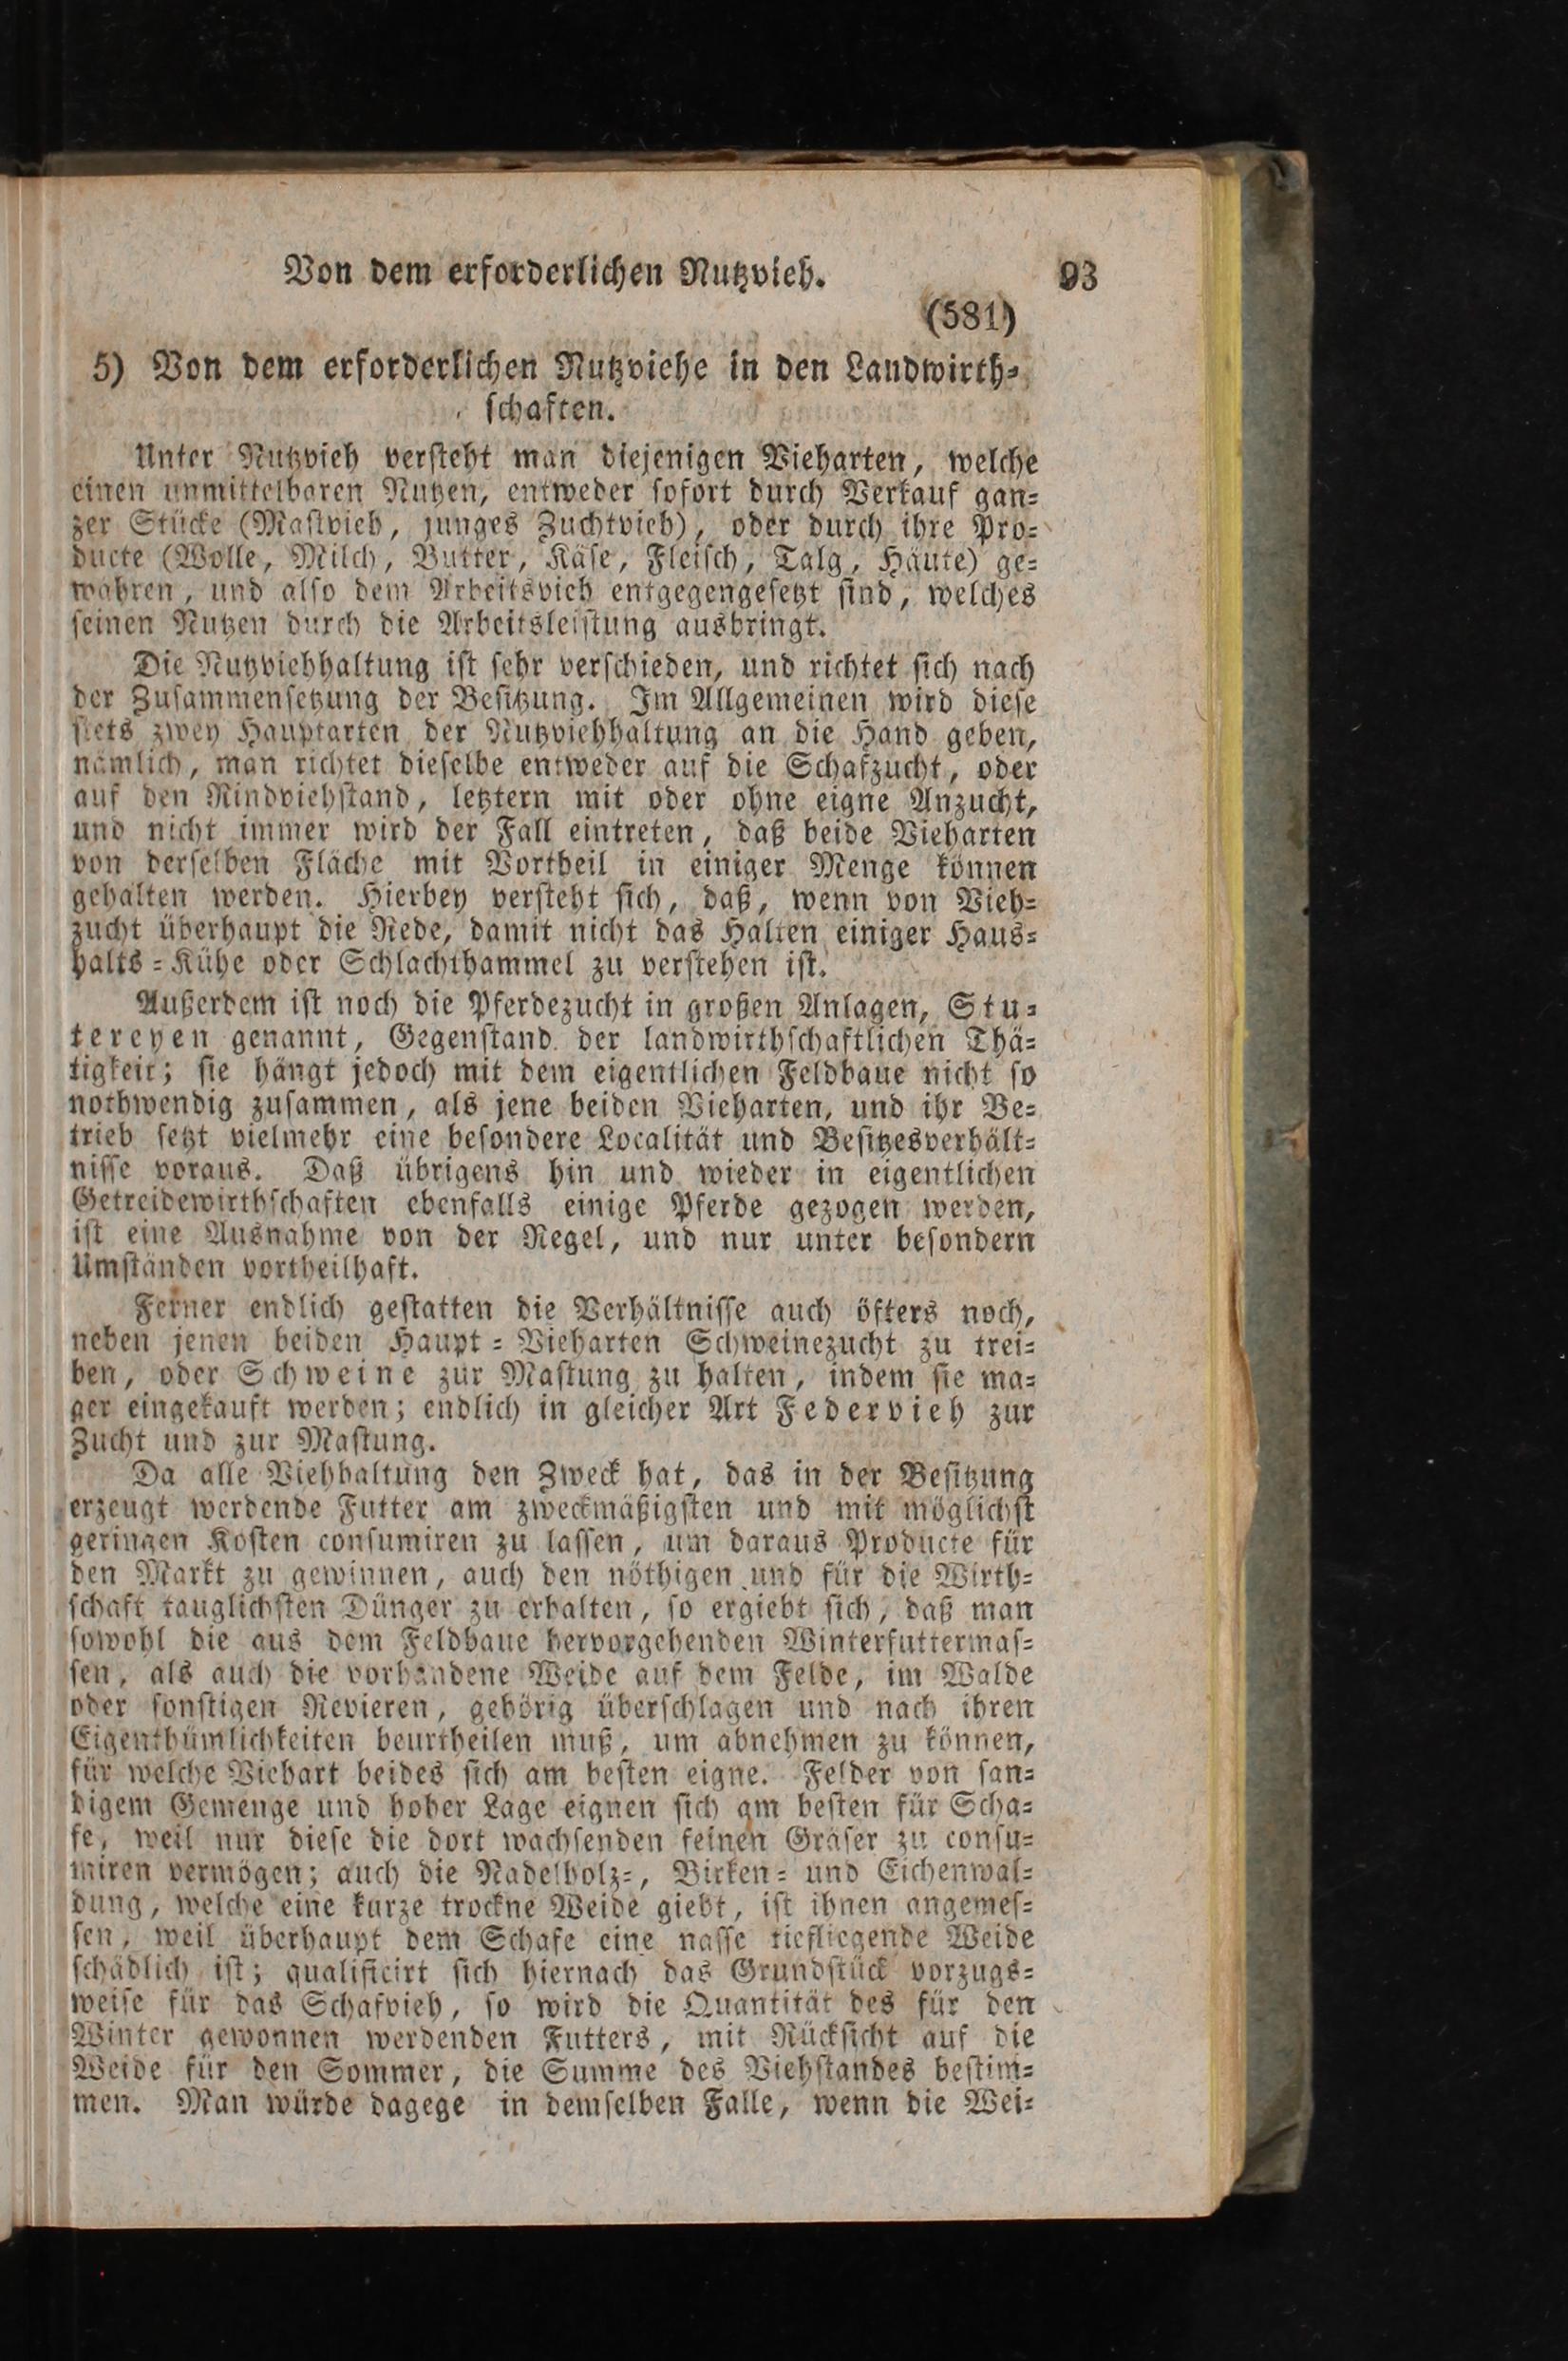 Von dem erforderlichen Nutzvieh. 93
(581)
5) Von dem erforderlichen Nutzviehe in den Landwirth⸗
ſchaften.
Unter Nutzvieh verſteht man diejenigen Vieharten, welche
einen unmittelbaren Nutzen, entweder ſofort durch Verkauf gan⸗
zer Stücke (Maſtvieh, junges Zuchtvieh), oder durch ihre Pro⸗
ducte (Wolle, Milch, Butter, Käſe, Fleiſch, Talg, Häute) ge⸗
währen, und alſo dem Arbeitsvieh entgegengeſetzt ſind, welches
ſeinen Nutzen durch die Arbeitsleiſtung ausbringt.
Die Nutzviehhaltung iſt ſehr verſchieden, und richtet ſich nach
der Zuſammenſetzung der Beſitzung. Im Allgemeinen wird dieſe
ſtets zwey Hauptarten der Nutzviehhaltung an die Hand geben,
nämlich, man richtet dieſelbe entweder auf die Schafzucht, oder
auf den Rindviehſtand, letztern mit oder ohne eigne Anzucht,
und nicht immer wird der Fall eintreten, daß beide Vieharten
von derſelben Fläche mit Vortheil in einiger Menge können
gehalten werden. Hierbey verſteht ſich, daß, wenn von Vieh⸗
zucht überhaupt die Rede, damit nicht das Halten einiger Haus⸗
halts⸗Kühe oder Schlachthammel zu verſtehen iſt.
Außerdem iſt noch die Pferdezucht in großen Anlagen, Stu⸗
tereyen genannt, Gegenſtand der landwirthſchaftlichen Thä⸗
tigkeit; ſie hängt jedoch mit dem eigentlichen Feldbaue nicht ſo
nothwendig zuſammen, als jene beiden Vieharten, und ihr Be⸗
trieb ſetzt vielmehr eine beſondere Localität und Beſitzesverhält⸗
niſſe voraus. Daß übrigens hin und wieder in eigentlichen
Getreidewirthſchaften ebenfalls einige Pferde gezogen werden,
iſt eine Ausnahme von der Regel, und nur unter beſondern
Umſtänden vortheilhaft.
Ferner endlich geſtatten die Verhältniſſe auch öfters noch,
neben jenen beiden Haupt⸗Vieharten Schweinezucht zu trei⸗
ben, oder Schweine zur Maſtung zu halten, indem ſie ma⸗
ger eingekauft werden; endlich in gleicher Art Federvieh zur
Zucht und zur Maſtung.
Da alle Viehhaltung den Zweck hat, das in der Beſitzung
erzeugt werdende Futter am zweckmäßigſten und mit möglichſt
geringen Koſten conſumiren zu laſſen, um daraus Producte für
den Markt zu gewinnen, auch den nöthigen und für die Wirth⸗
ſchaft tauglichſten Dünger zu erhalten, ſo ergiebt ſich, daß man
ſowohl die aus dem Feldbaue hervorgehenden Winterfuttermaſ⸗
ſen, als auch die vorhandene Weide auf dem Felde, im Walde
oder ſonſtigen Revieren, gehörig überſchlagen und nach ihren
Eigenthümlichkeiten beurtheilen muß, um abnehmen zu können,
für welche Viehart beides ſich am beſten eigne. Felder von ſan⸗
digem Gemenge und hoher Lage eignen ſich am beſten für Scha⸗
fe, weil nur dieſe die dort wachſenden feinen Gräſer zu conſu⸗
miren vermögen; auch die Nadelholz⸗, Birken⸗ und Eichenwal⸗
dung, welche eine kurze trockne Weide giebt, iſt ihnen angemeſ⸗
ſen, weil überhaupt dem Schafe eine naſſe tiefliegende Weide
ſchädlich iſt; qualificirt ſich hiernach das Grundſtück vorzugs⸗
weiſe für das Schafvieh, ſo wird die Quantität des für den
Winter gewonnen werdenden Futters, mit Rückſicht auf die
Weide für den Sommer, die Summe des Viehſtandes beſtim⸗
men. Man würde dagege in demſelben Falle, wenn die Wei⸗